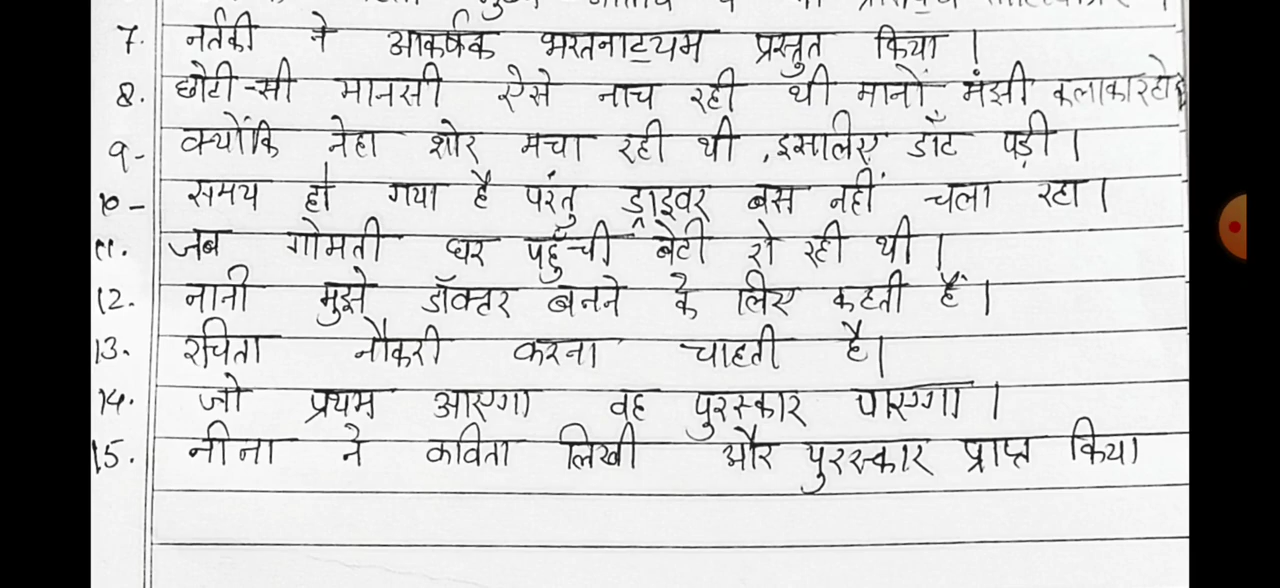 7. नर्तकी ने आकर्षक भरतनाट्यम प्रस्तुत किया।
8. छोटी-सी मानसी ऐसे नाच रही थी मानों मंझी कलाकार हो।
9- क्योंकि नेहा शोर मचा रही थी, इसलिए डाँट पड़ी।
10- समय हो गया है परंतु ड्राइवर बस नहीं चला रहा।
11. जब गोमती घर पहुँची बेटी रो रही थी।
12. नानी मुझे डॉक्टर बनने के लिए कहती हैं।
13. रचिता नौकरी करना चाहती है।
14. जो प्रथम आएगा वह पुरस्कार पाएगा।
15. नीना ने कविता लिखी और पुरस्कार प्राप्त किया